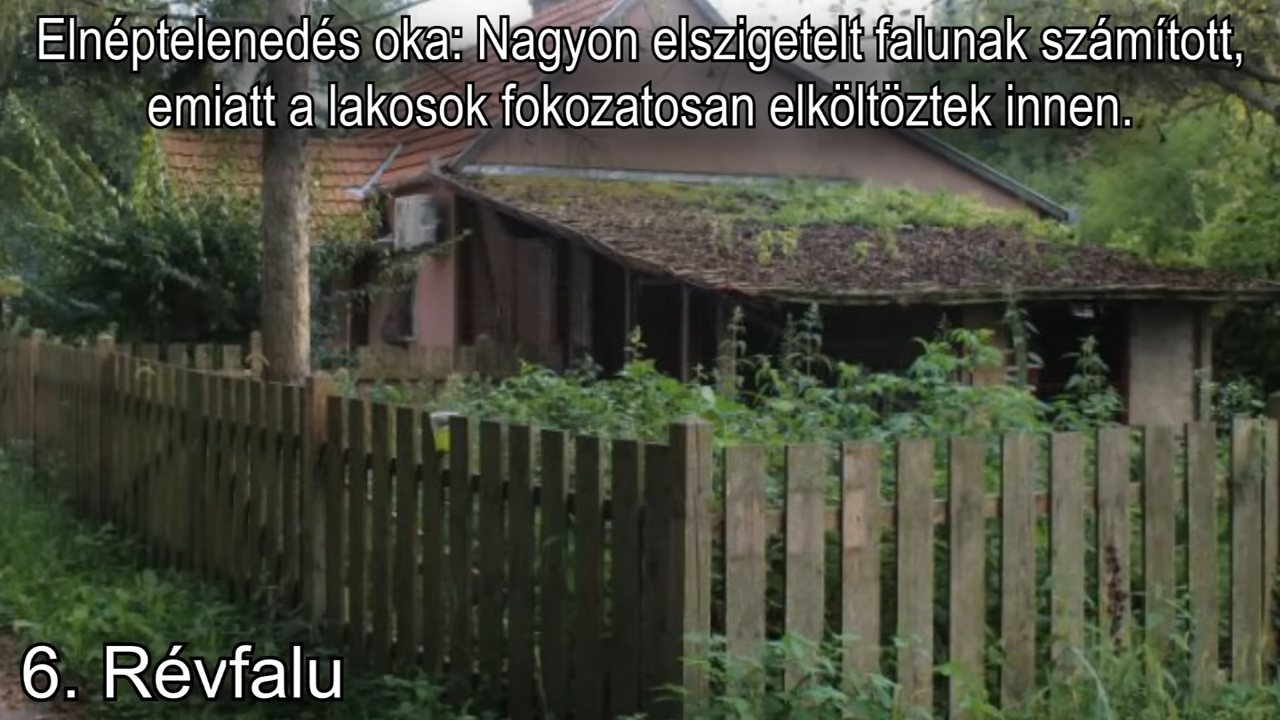 Elnéptelenedés oka: Nagyon elszigetelt falunak számított,
emiatt a lakosok fokozatosan elköltöztek innen.
6. Révfalu